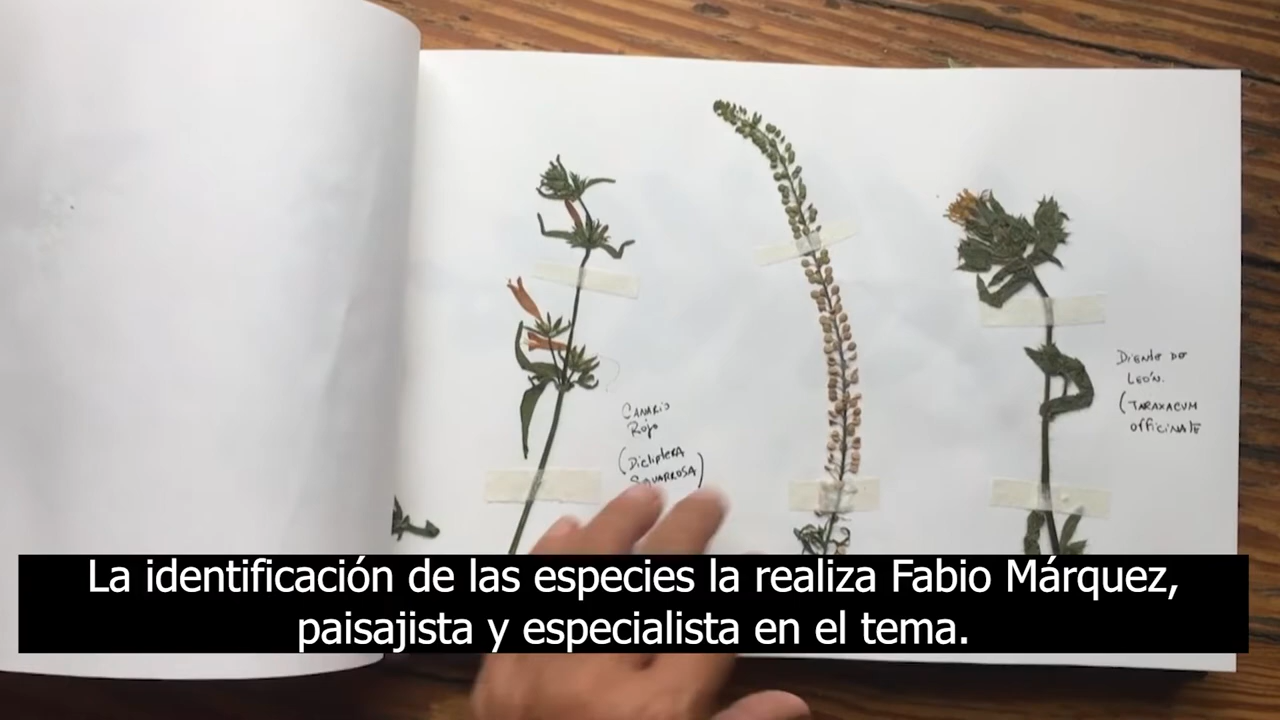 Canario
Rojo
(Dicliptera
Squarrosa)
Diente de
León.
(Taraxacum
officinale
La identificación de las especies la realiza Fabio Márquez,
paisajista y especialista en el tema.